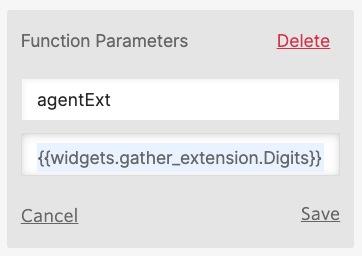 Function Parameters Delete
agentExt
{{widgets.gather_extension.Digits}}
Cancel Save